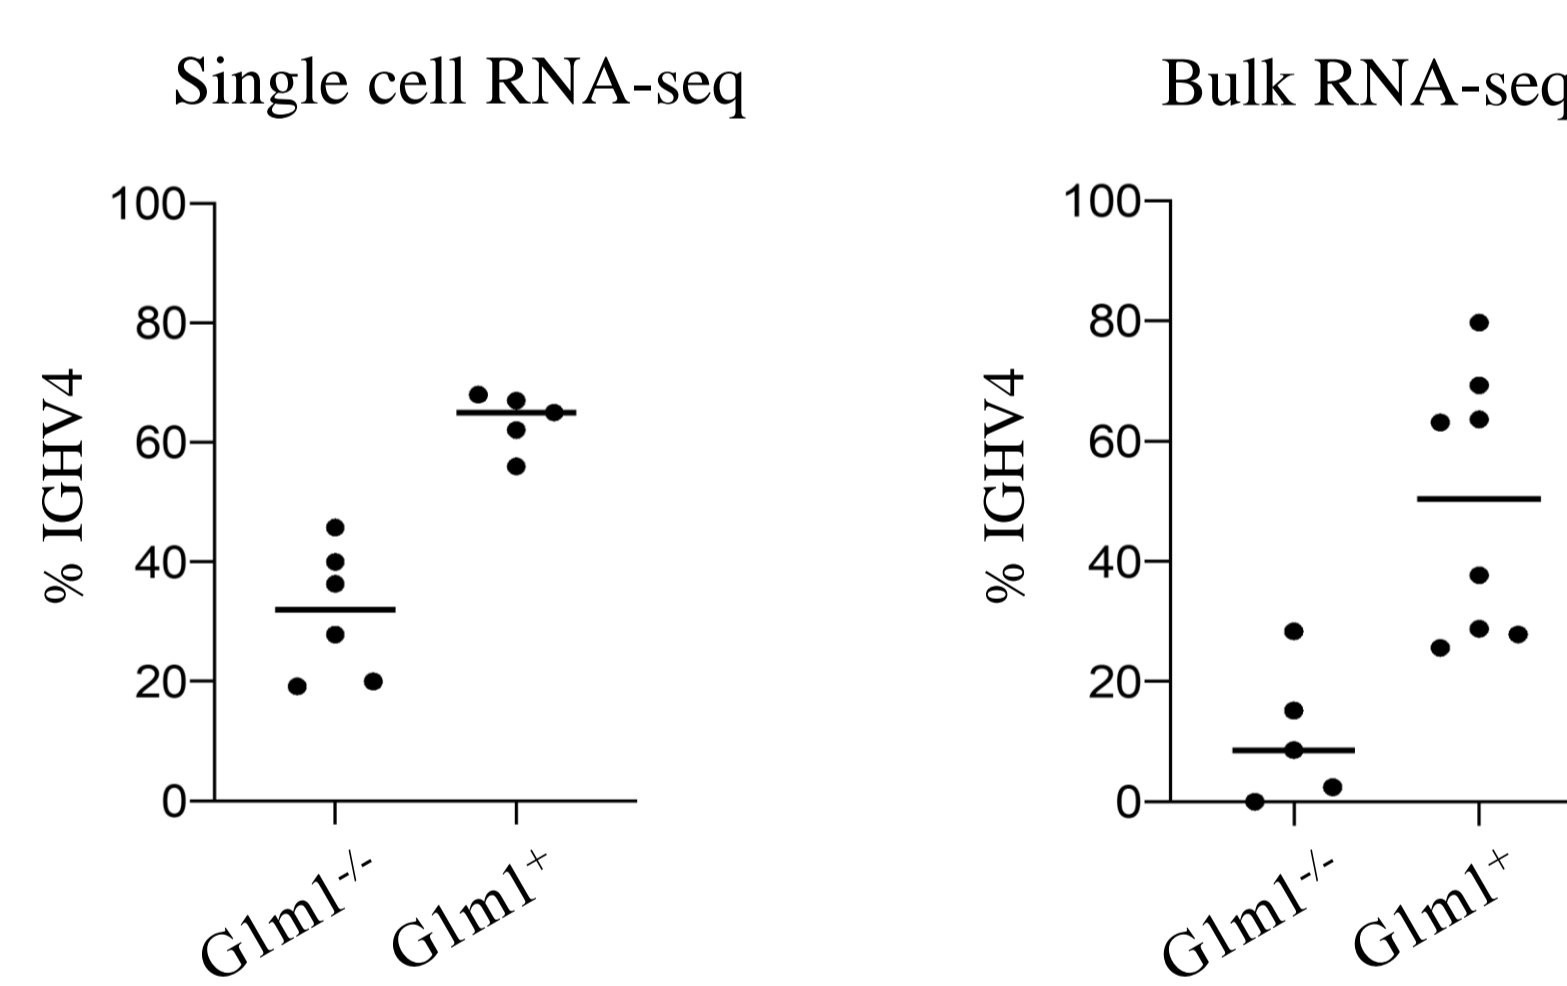 Single cell RNA-seq
% IGHV4
100
80
60
40
20
0
G1m1-/-
G1m1+
Bulk RNA-seq
% IGHV4
100
80
60
40
20
0
G1m1-/-
G1m1+